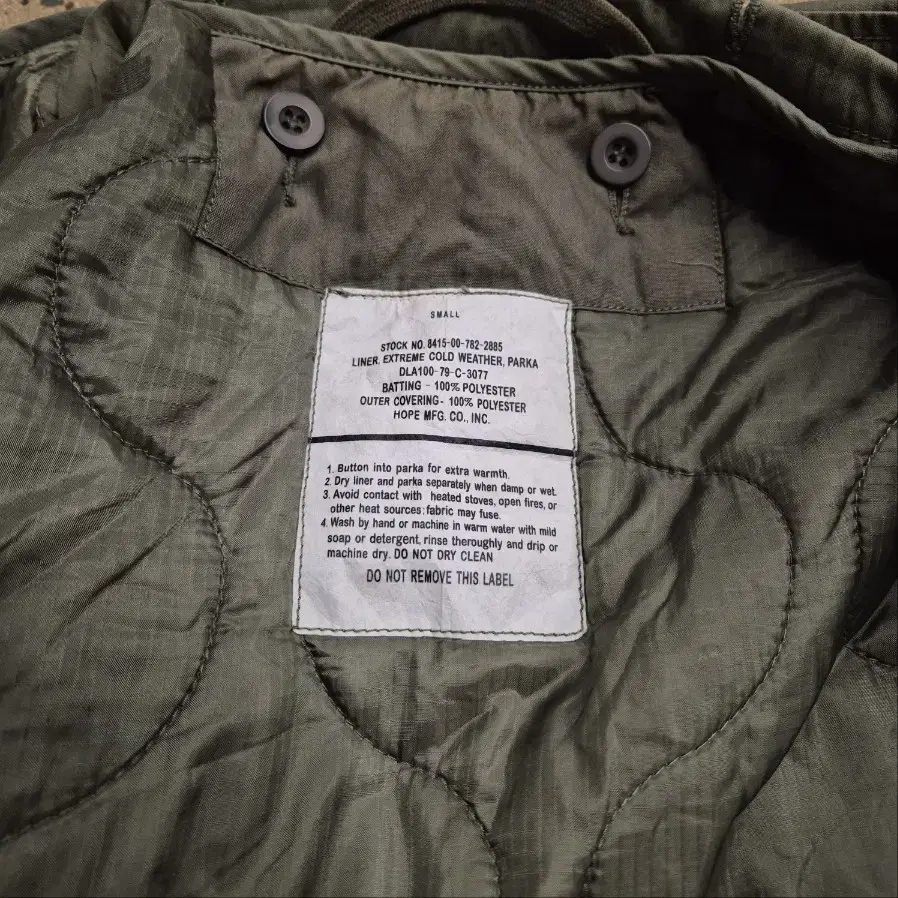 SMALL
STOCK NO. 8415-00-782-2885
LINER, EXTREME COLD WEATHER, PARKA
DLA100-79-C-3077
BATTING - 100% POLYESTER
OUTER COVERING- 100% POLYESTER
HOPE MFG. CO., INC.
1. Button into parka for extra warmth.
2. Dry liner and parka separately when damp or wet.
3. Avoid contact with heated stoves, open fires, or
other heat sources; fabric may fuse.
4. Wash by hand or machine in warm water with mild
soap or detergent, rinse thoroughly and drip or
machine dry. DO NOT DRY CLEAN
DO NOT REMOVE THIS LABEL